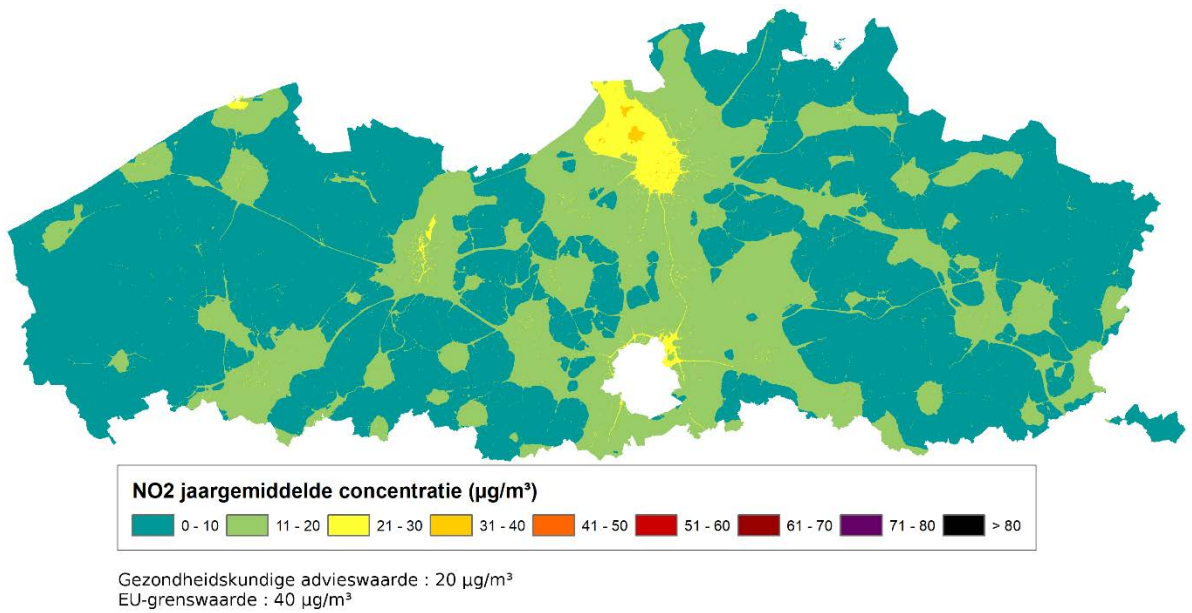 NO2 jaargemiddelde concentratie (µg/m³)
0 - 10 11 - 20 21 - 30 31 - 40 41 - 50 51 - 60 61 - 70 71 - 80 > 80
Gezondheidskundige advieswaarde : 20 µg/m³
EU-grenswaarde : 40 µg/m³